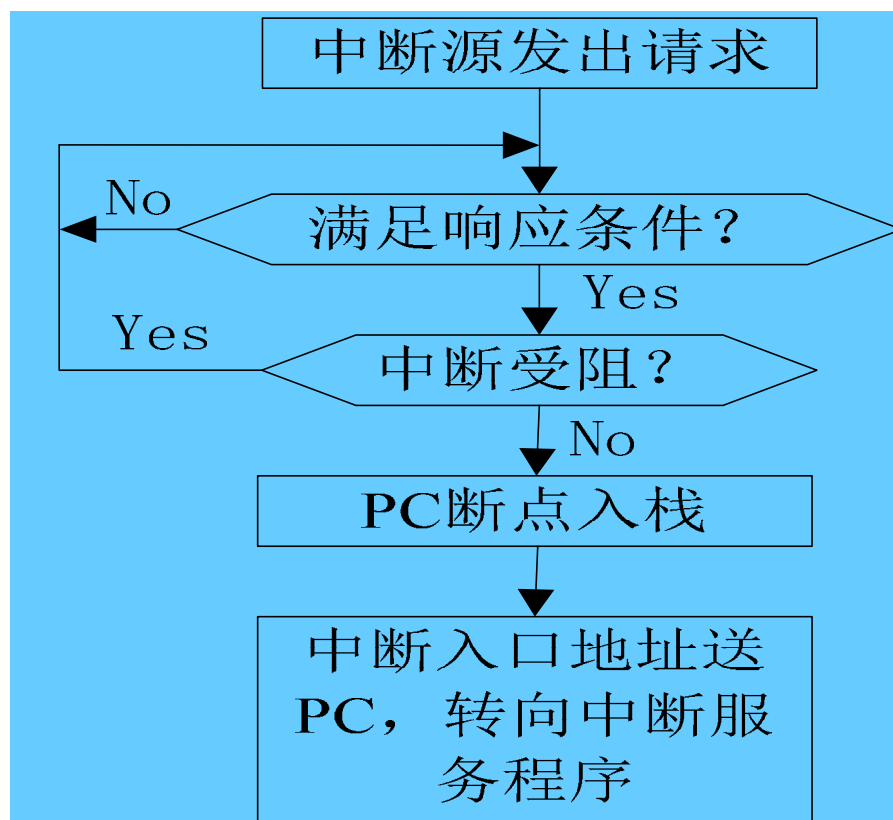 中断源发出请求
No
满足响应条件？
Yes
Yes
中断受阻？
No
PC断点入栈
中断入口地址送
PC，转向中断服
务程序